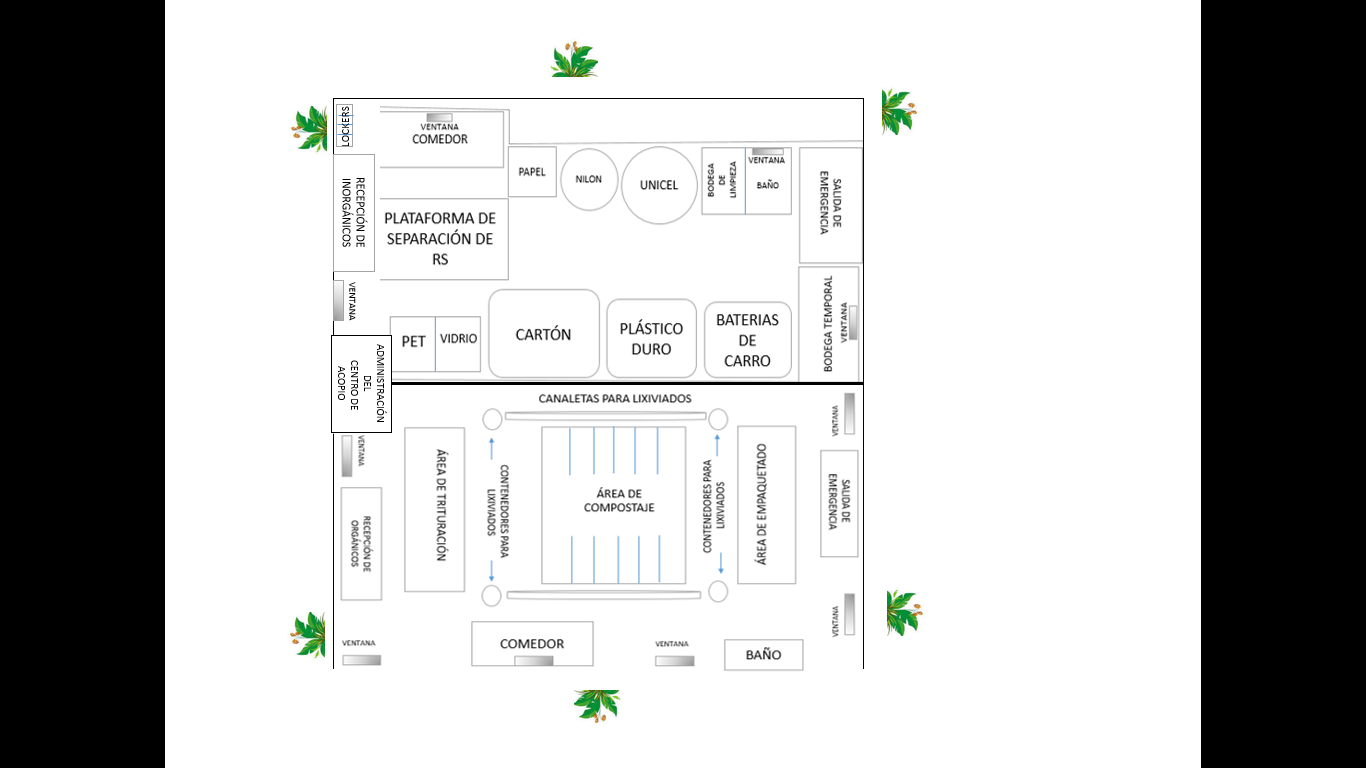 LOCKERS
VENTANA
COMEDOR
RECEPCIÓN DE
INORGÁNICOS
PAPEL
NILON
UNICEL
BODEGA
DE
LIMPIEZA
VENTANA
BAÑO
SALIDA DE
EMERGENCIA
PLATAFORMA DE
SEPARACIÓN DE
RS
VENTANA
PET
VIDRIO
CARTÓN
PLÁSTICO
DURO
BATERIAS
DE
CARRO
BODEGA TEMPORAL
VENTANA
ADMINISTRACIÓN
DEL
CENTRO DE
ACOPIO
CANALETAS PARA LIXIVIADOS
VENTANA
VENTANA
ÁREA DE TRITURACIÓN
CONTENEDORES PARA
LIXIVIADOS
ÁREA DE
COMPOSTAJE
CONTENEDORES PARA
LIXIVIADOS
ÁREA DE EMPAQUETADO
SALIDA DE
EMERGENCIA
RECEPCIÓN DE
ORGÁNICOS
VENTANA
VENTANA
COMEDOR
VENTANA
BAÑO